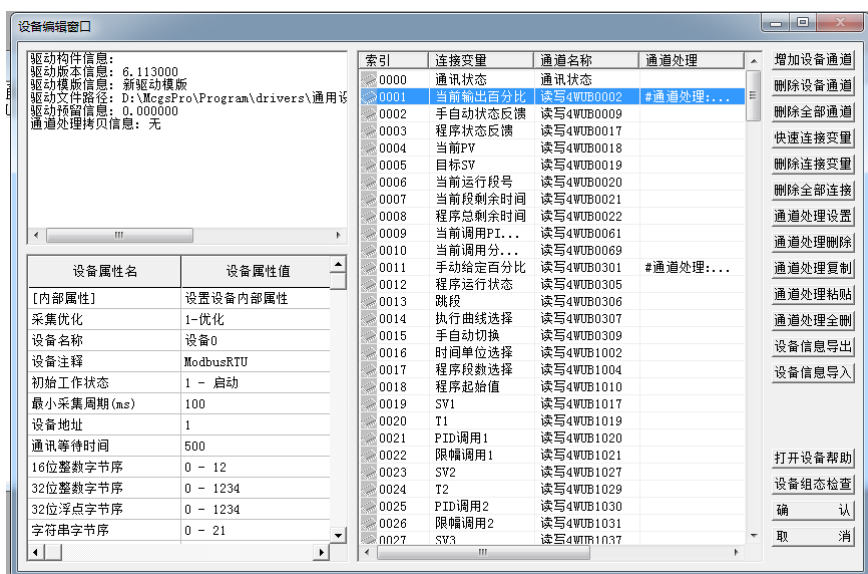 设备编辑窗口
驱动构件信息:
驱动版本信息: 6.113000
驱动模版信息: 新驱动模版
驱动文件路径: D:\McgsPro\Program\drivers\通用设
驱动预留信息: 0.000000
通道处理拷贝信息: 无
设备属性名 设备属性值
[内部属性] 设置设备内部属性
采集优化 1-优化
设备名称 设备0
设备注释 ModbusRTU
初始工作状态 1 - 启动
最小采集周期(ms) 100
设备地址 1
通讯等待时间 500
16位整数字节序 0 - 12
32位整数字节序 0 - 1234
32位浮点字节序 0 - 1234
字符串字节序 0 - 21
索引 连接变量 通道名称 通道处理
0000 通讯状态 通讯状态
0001 当前输出百分比 读写4WUB0002 #通道处理:...
0002 手自动状态反馈 读写4WUB0009
0003 程序状态反馈 读写4WUB0017
0004 当前PV 读写4WUB0018
0005 目标SV 读写4WUB0019
0006 当前运行段号 读写4WUB0020
0007 当前段剩余时间 读写4WUB0021
0008 程序总剩余时间 读写4WUB0022
0009 当前调用PI... 读写4WUB0061
0010 当前调用分... 读写4WUB0069
0011 手动给定百分比 读写4WUB0301 #通道处理:...
0012 程序运行状态 读写4WUB0305
0013 跳段 读写4WUB0306
0014 执行曲线选择 读写4WUB0307
0015 手自动切换 读写4WUB0309
0016 时间单位选择 读写4WUB1002
0017 程序段数选择 读写4WUB1004
0018 程序起始值 读写4WUB1010
0019 SV1 读写4WUB1017
0020 T1 读写4WUB1019
0021 PID调用1 读写4WUB1020
0022 限幅调用1 读写4WUB1021
0023 SV2 读写4WUB1027
0024 T2 读写4WUB1029
0025 PID调用2 读写4WUB1030
0026 限幅调用2 读写4WUB1031
0027 SV3 读写4WUB1037
增加设备通道
删除设备通道
删除全部通道
快速连接变量
删除连接变量
删除全部连接
通道处理设置
通道处理删除
通道处理复制
通道处理粘贴
通道处理全删
设备信息导出
设备信息导入
打开设备帮助
设备组态检查
确 认
取 消